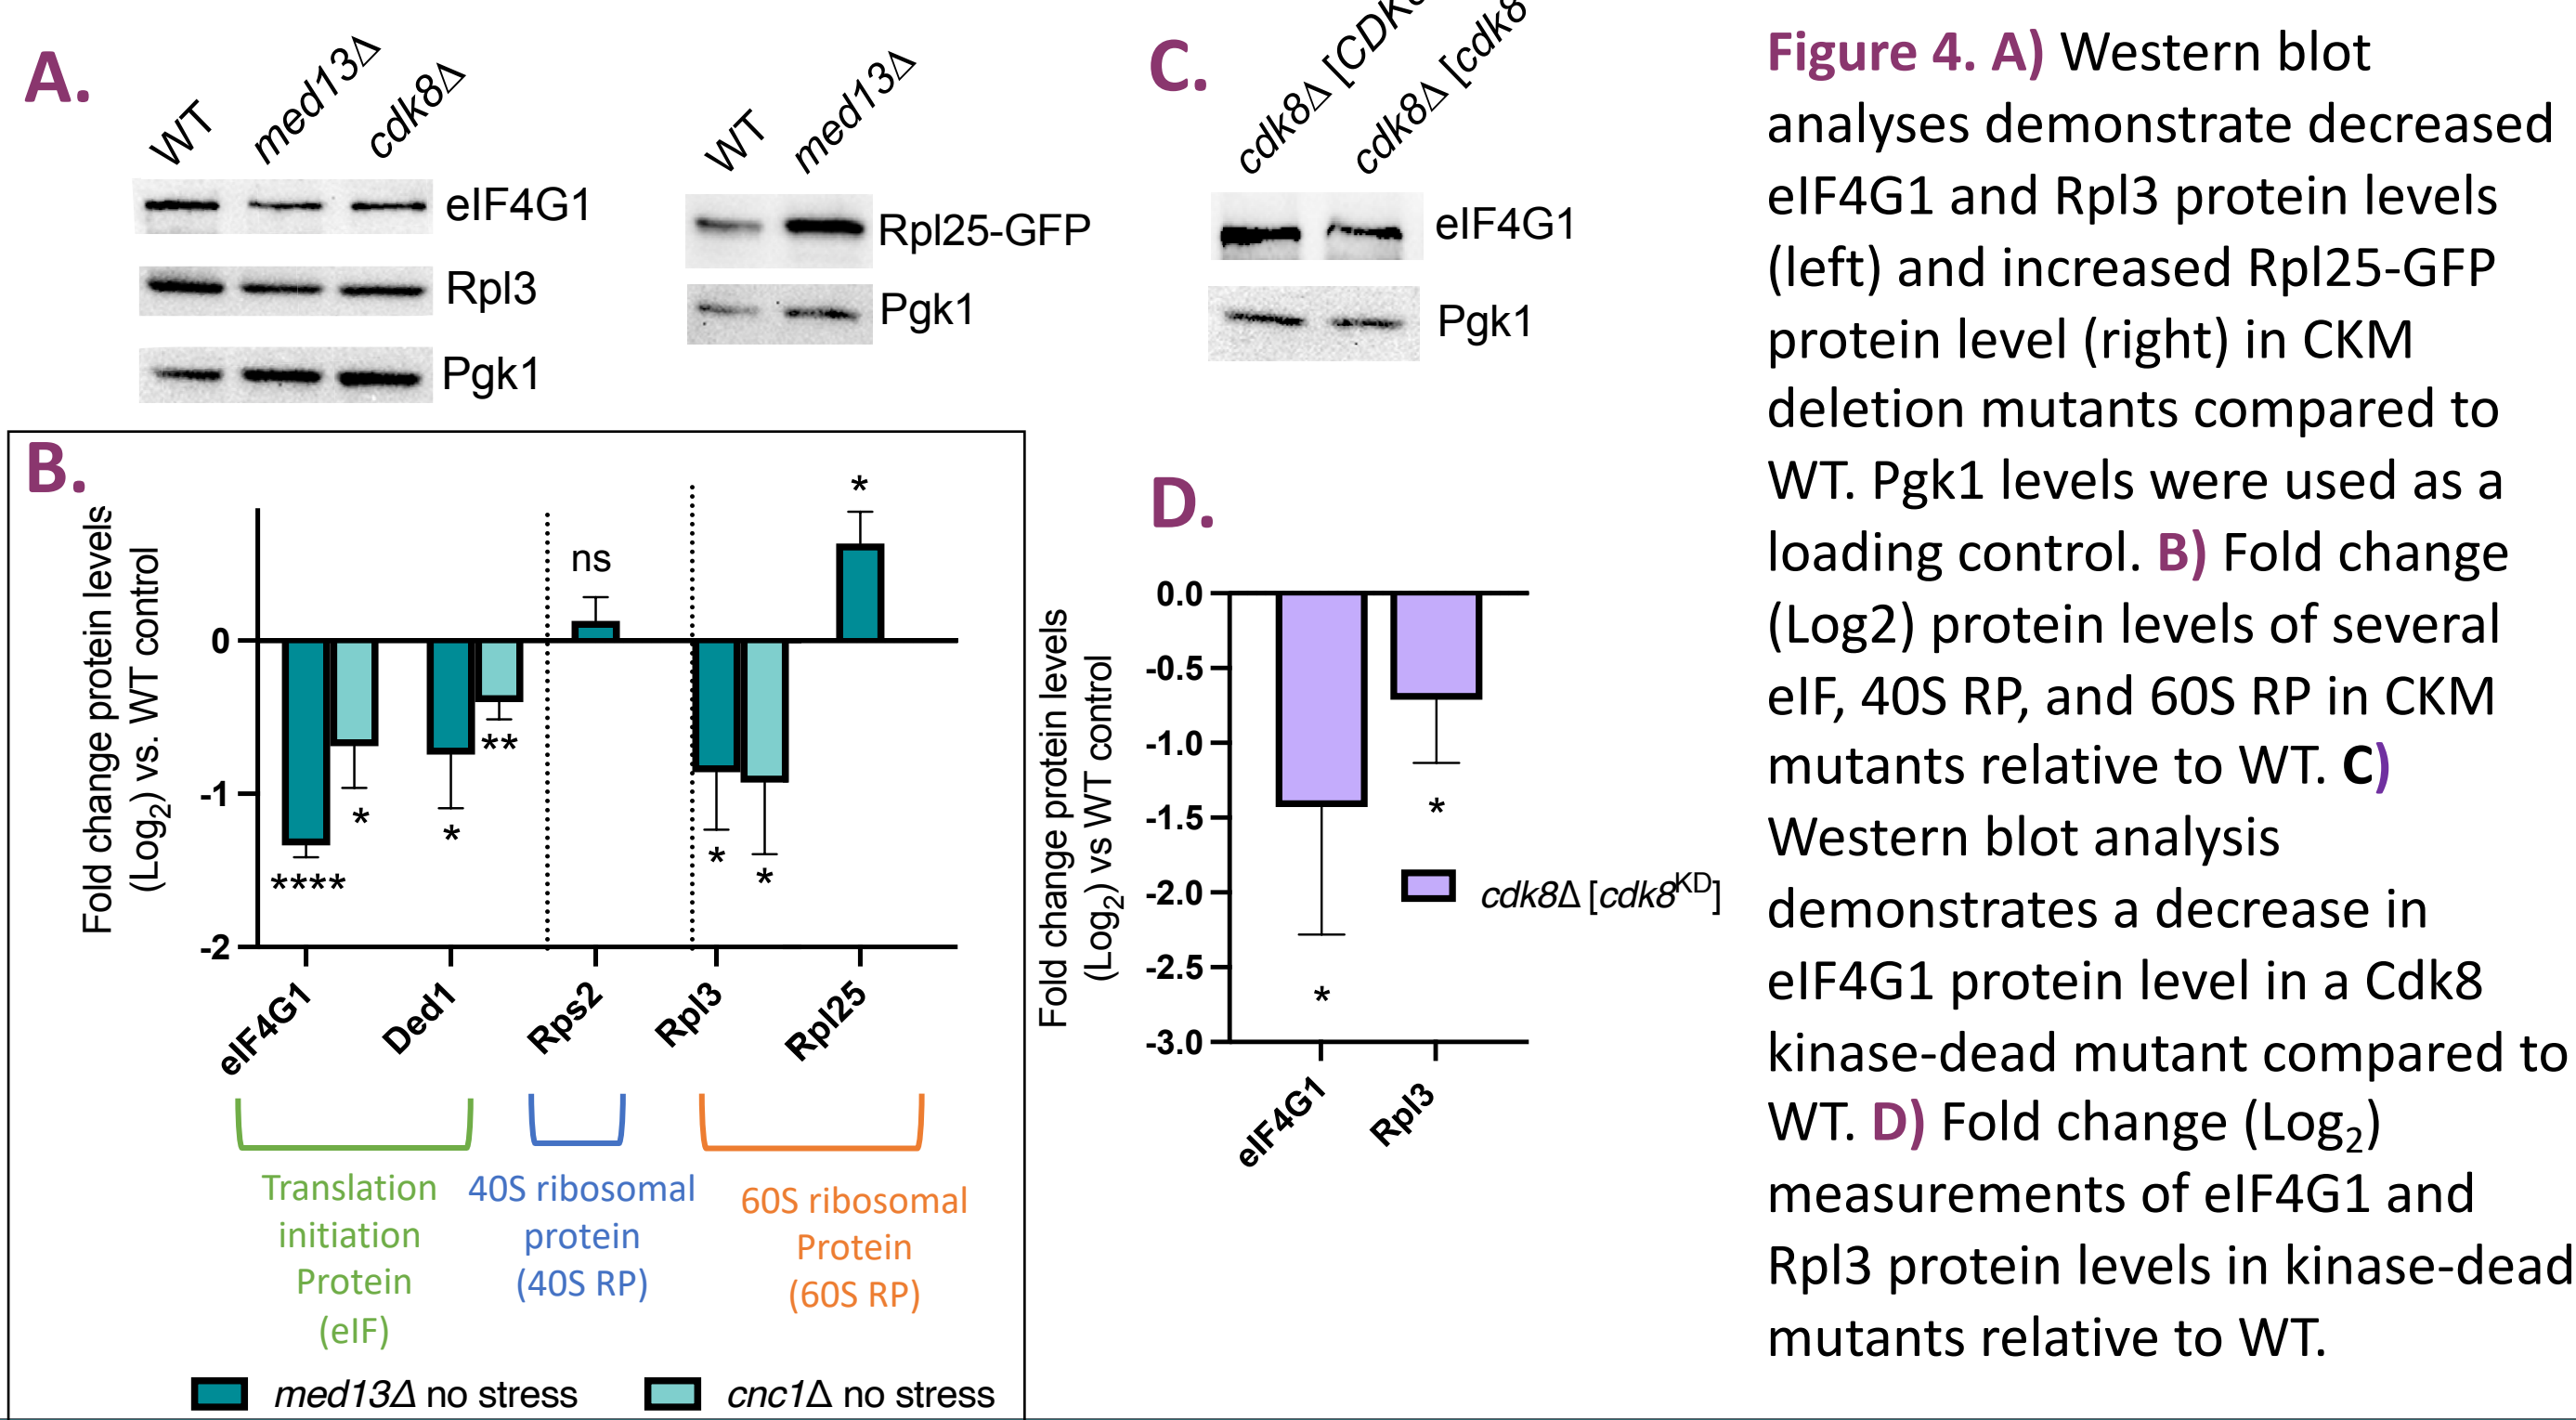 A.
WT
med13Δ
cdk8Δ
eIF4G1
Rpl3
Pgk1
WT
med13Δ
Rpl25-GFP
Pgk1
C.
cdk8Δ
cdk8Δ [cdk8
eIF4G1
Pgk1
B.
Fold change protein levels
(Log2) vs. WT control
0
-1
-2
****
*
*
**
ns
*
*
*
eIF4G1
Ded1
Rps2
Rpl3
Rpl25
Translation
initiation
Protein
(eIF)
40S ribosomal
protein
(40S RP)
60S ribosomal
Protein
(60S RP)
med13Δ no stress
cnc1Δ no stress
D.
Fold change protein levels
(Log2) vs WT control
0.0
-0.5
-1.0
-1.5
-2.0
-2.5
-3.0
*
*
cdk8Δ [cdk8KD]
eIF4G1
Rpl3
Figure 4. A) Western blot
analyses demonstrate decreased
eIF4G1 and Rpl3 protein levels
(left) and increased Rpl25-GFP
protein level (right) in CKM
deletion mutants compared to
WT. Pgk1 levels were used as a
loading control. B) Fold change
(Log2) protein levels of several
eIF, 40S RP, and 60S RP in CKM
mutants relative to WT. C)
Western blot analysis
demonstrates a decrease in
eIF4G1 protein level in a Cdk8
kinase-dead mutant compared to
WT. D) Fold change (Log2)
measurements of eIF4G1 and
Rpl3 protein levels in kinase-dead
mutants relative to WT.